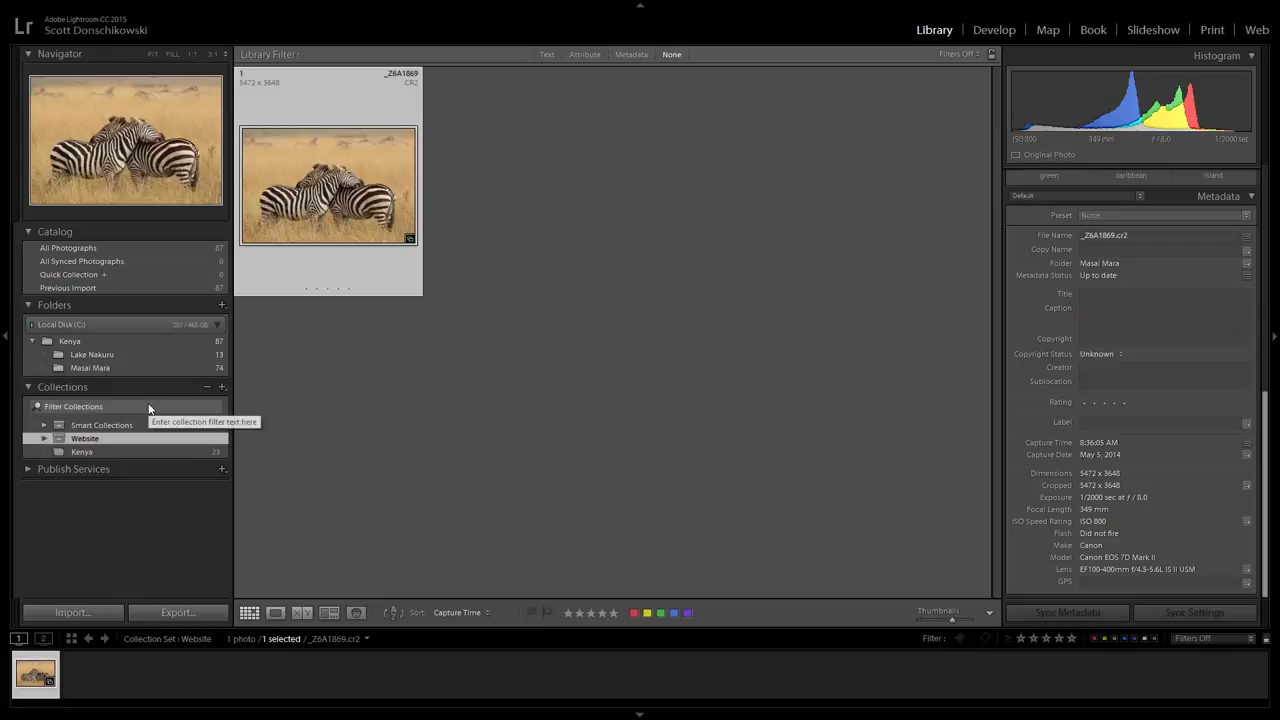 Lr
Adobe Lightroom CC 2015
Scott Donschikowski
Library
Develop
Map
Book
Slideshow
Print
Web
Navigator
FIT FILL 1:1 3:1
Library Filter:
Text Attribute Metadata None
Filters Off
Histogram
1
5472 x 3648
_Z6A1869
CR2
ISO 800 349 mm ƒ / 8.0 1/2000 sec
Original Photo
green caribbean island
Default
Metadata
Preset None
File Name _Z6A1869.cr2
Copy Name
Folder Masai Mara
Metadata Status Up to date
Title
Caption
Copyright
Copyright Status Unknown
Creator
Sublocation
Rating
Label
Capture Time 8:36:05 AM
Capture Date May 5, 2014
Dimensions 5472 x 3648
Cropped 5472 x 3648
Exposure 1/2000 sec at ƒ / 8.0
Focal Length 349 mm
ISO Speed Rating ISO 800
Flash Did not fire
Make Canon
Model Canon EOS 7D Mark II
Lens EF100-400mm f/4.5-5.6L IS II USM
GPS
Catalog
All Photographs 87
All Synced Photographs 0
Quick Collection + 0
Previous Import 87
Folders +
Local Disk (C:)
Kenya 87
Lake Nakuru 13
Masai Mara 74
Collections − +
Filter Collections
Enter collection filter text here
Smart Collections
Website
Kenya 23
Publish Services +
Import...
Export...
Sort: Capture Time
Thumbnails
Sync Metadata
Sync Settings
1 2
Collection Set : Website
1 photo / 1 selected / _Z6A1869.cr2
Filter :
Filters Off